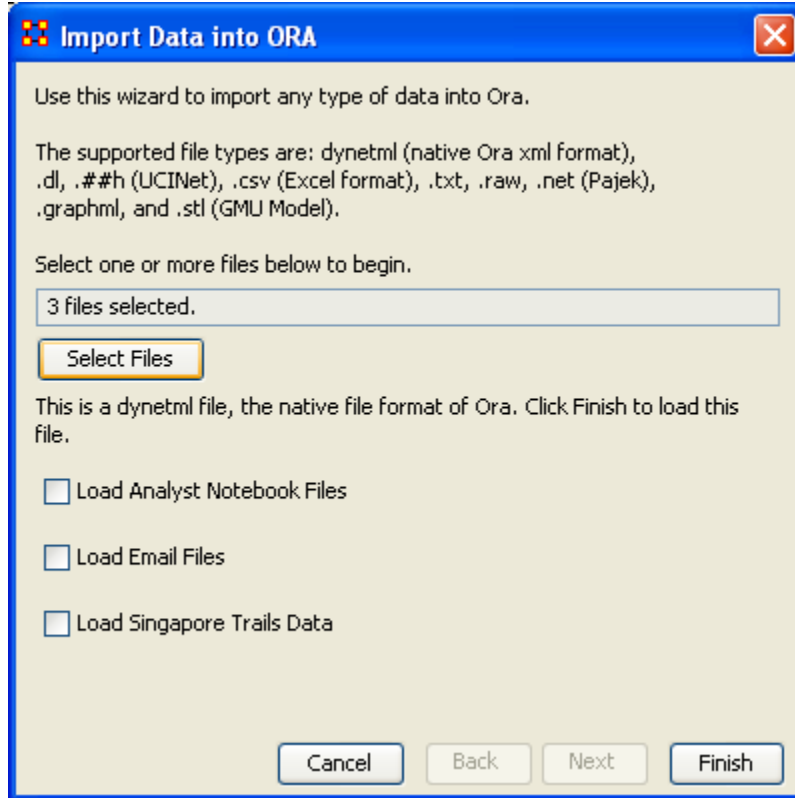 Import Data into ORA
Use this wizard to import any type of data into Ora.
The supported file types are: dynetml (native Ora xml format),
.dl, .##h (UCINet), .csv (Excel format), .txt, .raw, .net (Pajek),
.graphml, and .stl (GMU Model).
Select one or more files below to begin.
3 files selected.
Select Files
This is a dynetml file, the native file format of Ora. Click Finish to load this
file.
Load Analyst Notebook Files
Load Email Files
Load Singapore Trails Data
Cancel Back Next Finish